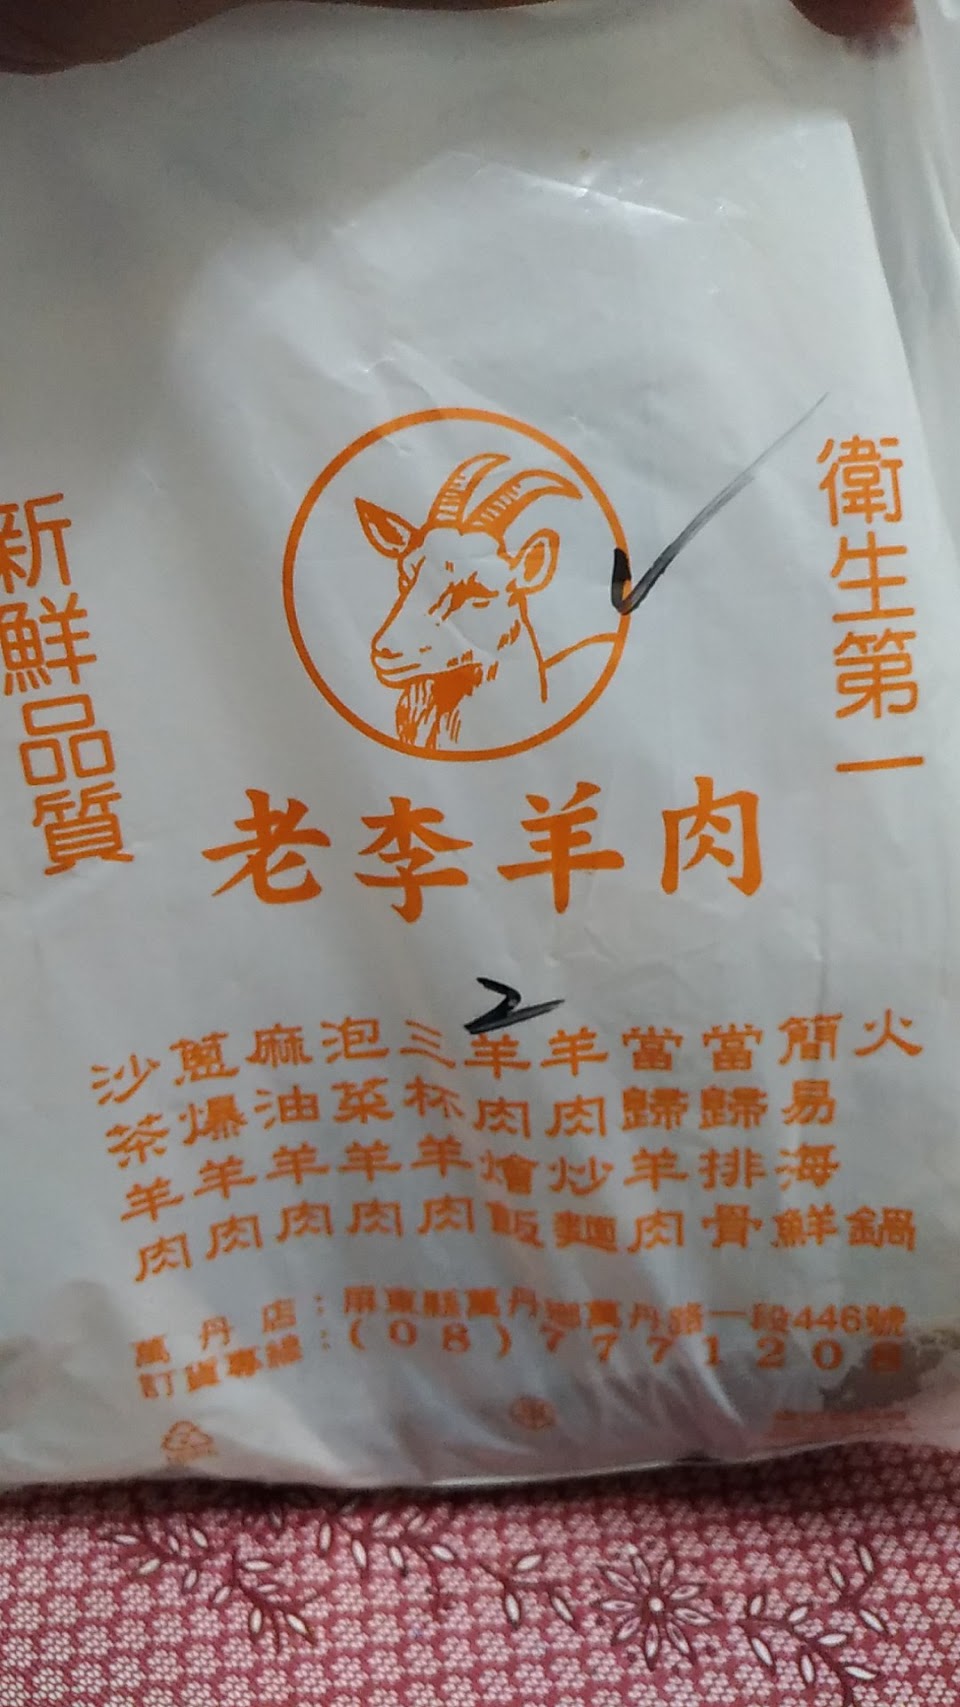 衛生第一
新鮮品質
老李羊肉
2
火鍋
簡易海鮮
當歸排骨
當歸羊肉
羊肉炒麵
羊肉燴飯
三杯羊肉
泡菜羊肉
麻油羊肉
蔥爆羊肉
沙茶羊肉
萬丹店：屏東縣萬丹鄉萬丹路一段446號
訂貨專線：(08)7771208